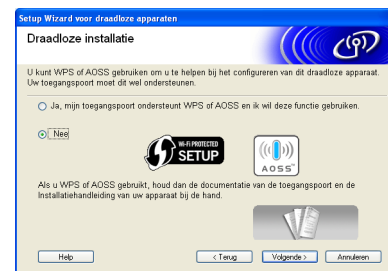 Setup Wizard voor draadloze apparaten
Draadloze installatie
U kunt WPS of AOSS gebruiken om u te helpen bij het configureren van dit draadloze apparaat.
Uw toegangspoort moet dit wel ondersteunen.
Ja, mijn toegangspoort ondersteunt WPS of AOSS en ik wil deze functie gebruiken.
Nee
WI-FI PROTECTED
SETUP
AOSS™
Als u WPS of AOSS gebruikt, houd dan de documentatie van de toegangspoort en de
Installatiehandleiding van uw apparaat bij de hand.
Help
< Terug
Volgende >
Annuleren